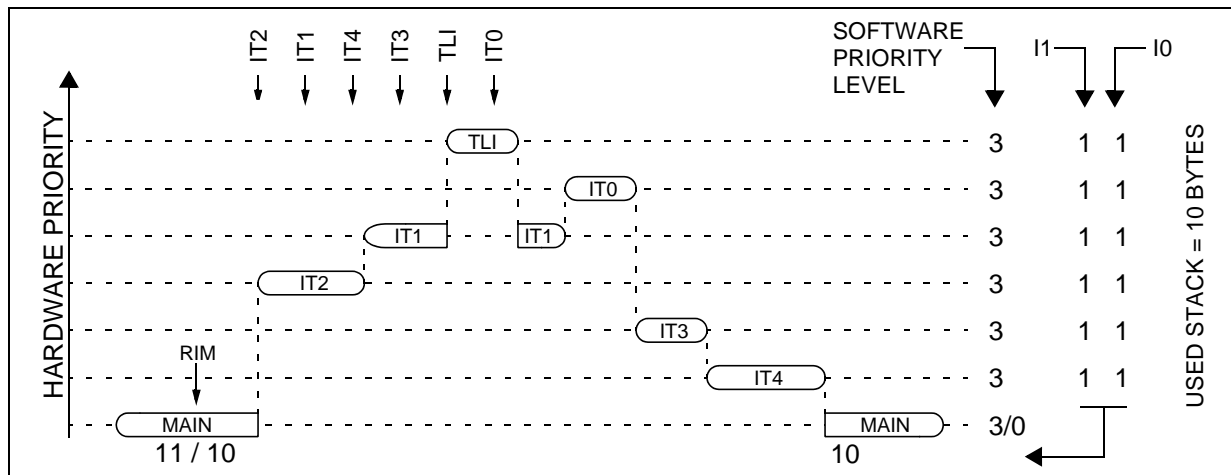 IT2
IT1
IT4
IT3
TLI
IT0
SOFTWARE
PRIORITY
LEVEL
I1
I0
HARDWARE PRIORITY
USED STACK = 10 BYTES
TLI
3
1 1
IT0
3
1 1
IT1
IT1
3
1 1
IT2
3
1 1
IT3
3
1 1
RIM
IT4
3
1 1
MAIN
MAIN
3/0
11 / 10
10